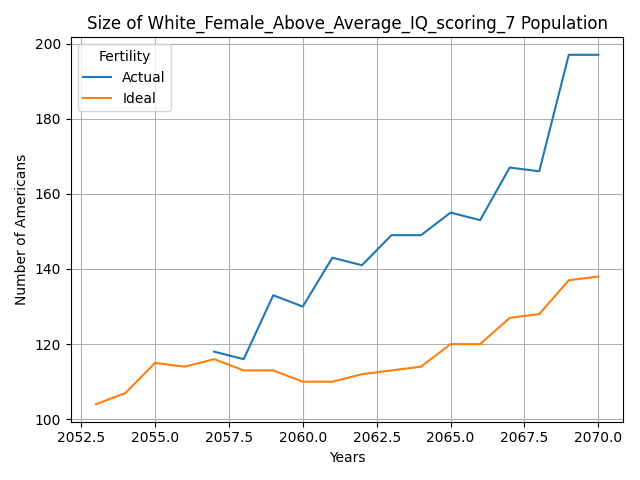 Size of White_Female_Above_Average_IQ_scoring_7 Population
Fertility
Actual
Ideal
Number of Americans
200
180
160
140
120
100
2052.5 2055.0 2057.5 2060.0 2062.5 2065.0 2067.5 2070.0
Years